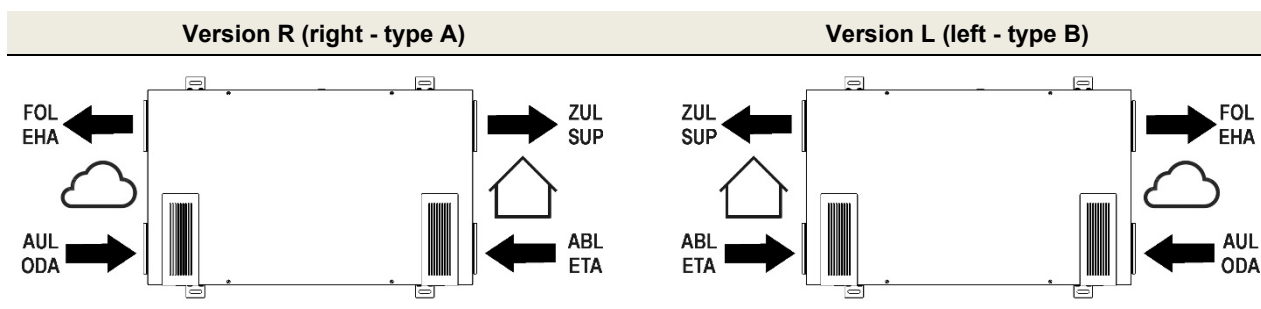 Version R (right - type A)
Version L (left - type B)
FOL
EHA
ZUL
SUP
ZUL
SUP
FOL
EHA
AUL
ODA
ABL
ETA
ABL
ETA
AUL
ODA